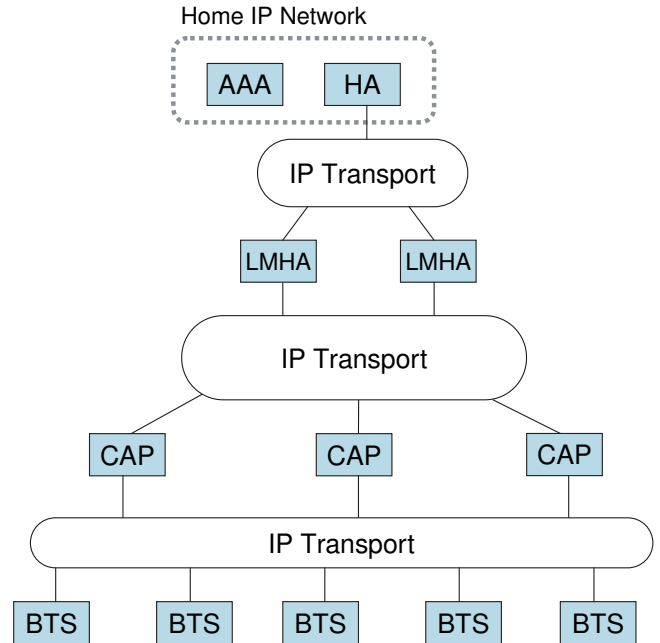 Home IP Network
AAA HA
IP Transport
LMHA LMHA
IP Transport
CAP CAP CAP
IP Transport
BTS BTS BTS BTS BTS